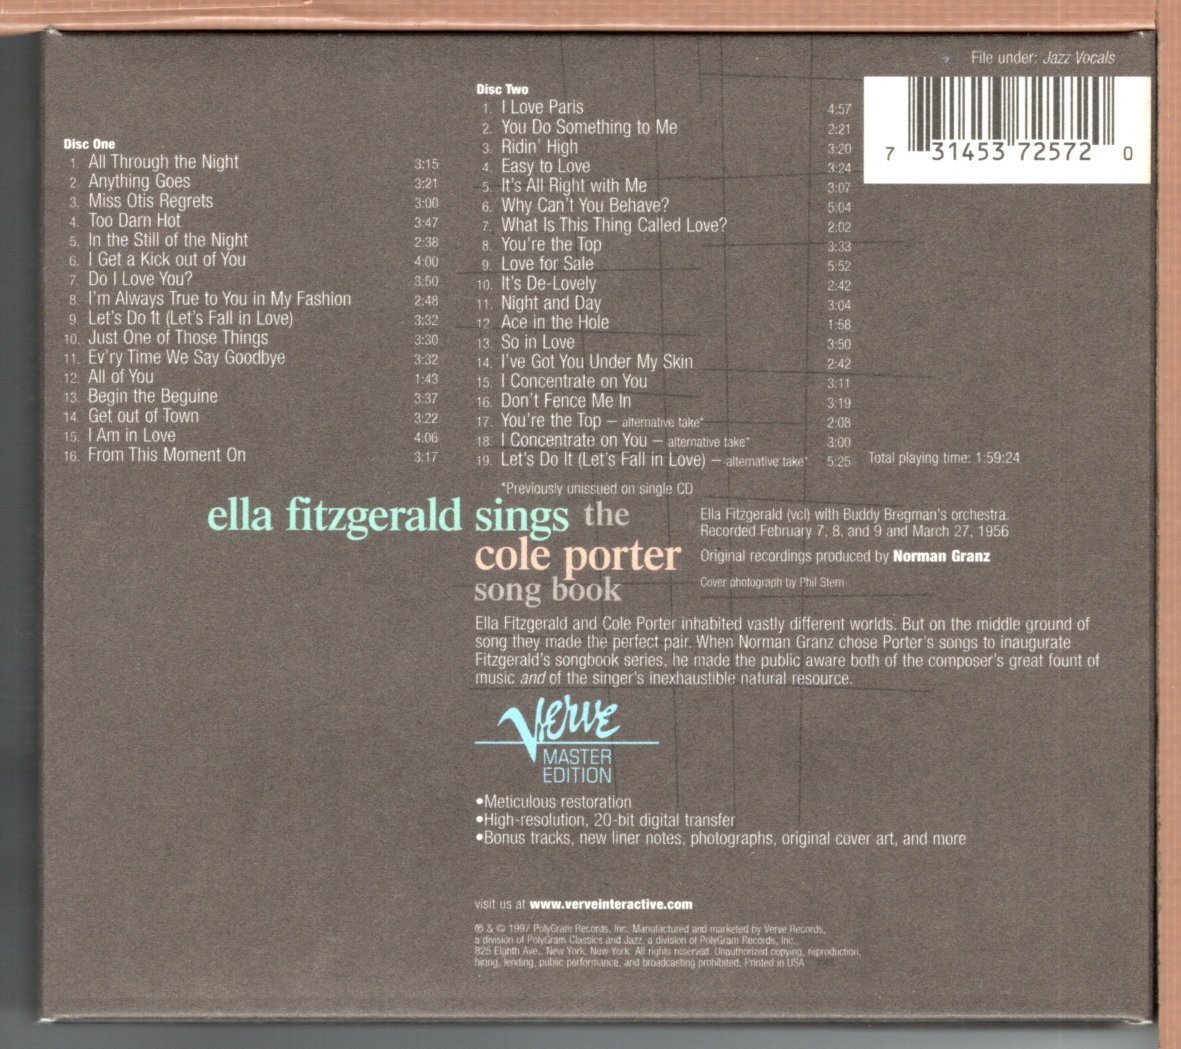 File under: Jazz Vocals
7 31453 72572 0
Disc One
1. All Through the Night 3:15
2. Anything Goes 3:21
3. Miss Otis Regrets 3:00
4. Too Darn Hot 3:47
5. In the Still of the Night 2:38
6. I Get a Kick out of You 4:00
7. Do I Love You? 3:50
8. I'm Always True to You in My Fashion 2:48
9. Let's Do It (Let's Fall in Love) 3:32
10. Just One of Those Things 3:30
11. Ev'ry Time We Say Goodbye 3:32
12. All of You 1:43
13. Begin the Beguine 3:37
14. Get out of Town 3:22
15. I Am in Love 4:06
16. From This Moment On 3:17
Disc Two
1. I Love Paris 4:57
2. You Do Something to Me 2:21
3. Ridin' High 3:20
4. Easy to Love 3:24
5. It's All Right with Me 3:07
6. Why Can't You Behave? 5:04
7. What Is This Thing Called Love? 2:02
8. You're the Top 3:33
9. Love for Sale 5:52
10. It's De-Lovely 2:42
11. Night and Day 3:04
12. Ace in the Hole 1:58
13. So in Love 3:50
14. I've Got You Under My Skin 2:42
15. I Concentrate on You 3:11
16. Don't Fence Me In 3:19
17. You're the Top – alternative take* 2:08
18. I Concentrate on You – alternative take* 3:00
19. Let's Do It (Let's Fall in Love) – alternative take* 5:25
Total playing time: 1:59:24
*Previously unissued on single CD
ella fitzgerald sings the
cole porter
song book
Ella Fitzgerald (vcl) with Buddy Bregman's orchestra.
Recorded February 7, 8, and 9 and March 27, 1956
Original recordings produced by Norman Granz
Cover photograph by Phil Stern
Ella Fitzgerald and Cole Porter inhabited vastly different worlds. But on the middle ground of
song they made the perfect pair. When Norman Granz chose Porter's songs to inaugurate
Fitzgerald's songbook series, he made the public aware both of the composer's great fount of
music and of the singer's inexhaustible natural resource.
Verve
MASTER
EDITION
•Meticulous restoration
•High-resolution, 20-bit digital transfer
•Bonus tracks, new liner notes, photographs, original cover art, and more
visit us at www.verveinteractive.com
℗ & © 1997 PolyGram Records, Inc. Manufactured and marketed by Verve Records,
a division of PolyGram Classics and Jazz, a division of PolyGram Records, Inc.,
825 Eighth Ave., New York, New York. All rights reserved. Unauthorized copying, reproduction,
hiring, lending, public performance, and broadcasting prohibited. Printed in USA